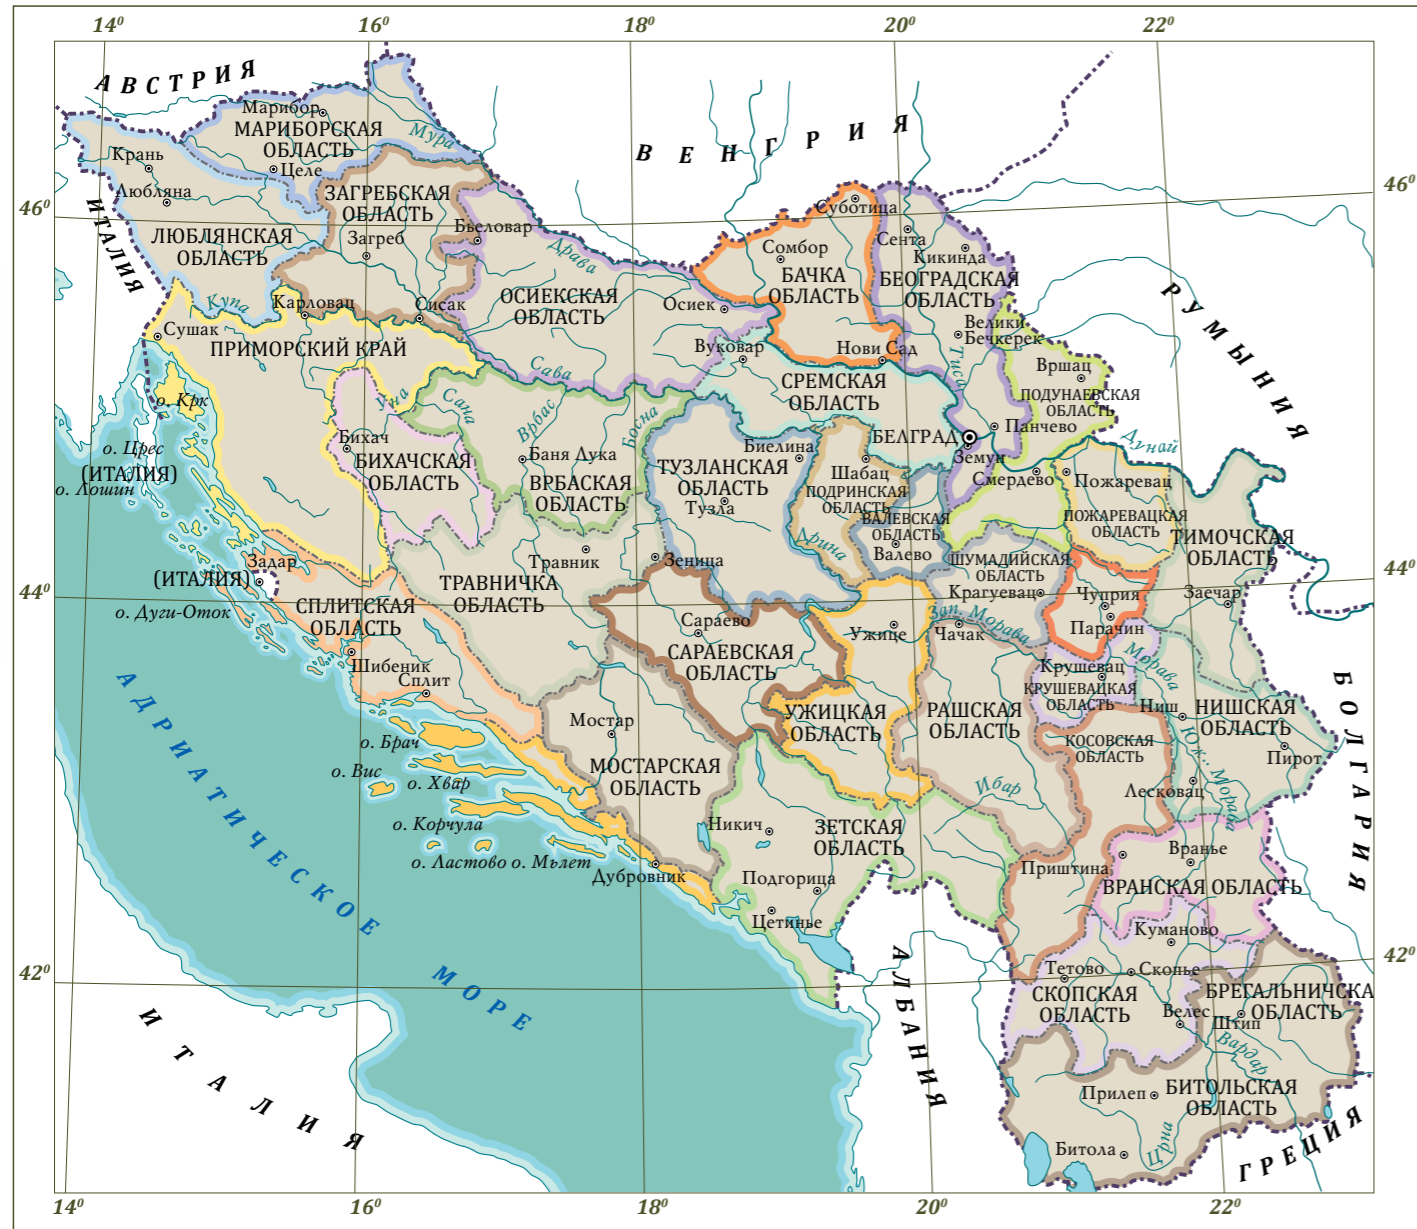 14⁰
16⁰
18⁰
20⁰
22⁰
АВСТРИЯ
ВЕНГРИЯ
Марибор
МАРИБОРСКАЯ
ОБЛАСТЬ
Мура
Целе
Крань
Любляна
ЗАГРЕБСКАЯ
ОБЛАСТЬ
46⁰
46⁰
ИТАЛИЯ
ЛЮБЛЯНСКАЯ
ОБЛАСТЬ
Загреб
Бьеловар
Драва
Суботица
Сента
Сомбор
Кикинда
БАЧКА
ОБЛАСТЬ
БЕОГРАДСКАЯ
ОБЛАСТЬ
РУМЫНИЯ
Купа
Карловац
Сисак
ОСИЕКСКАЯ
ОБЛАСТЬ
Осиек
Сушак
ПРИМОРСКИЙ КРАЙ
Вуковар
Нови Сад
Велики
Бечкерек
Тиса
Вршац
ПОДУНАЕВСКАЯ
ОБЛАСТЬ
Сава
СРЕМСКАЯ
ОБЛАСТЬ
о. Крк
Уна
Сана
Врбас
Босна
Бихач
БИХАЧСКАЯ
ОБЛАСТЬ
Баня Лука
ВРБАСКАЯ
ОБЛАСТЬ
Биелина
ТУЗЛАНСКАЯ
ОБЛАСТЬ
Тузла
БЕЛГРАД
Панчево
Земун
Дунай
о. Црес
(ИТАЛИЯ)
о. Лошин
Шабац
ПОДРИНСКАЯ
ОБЛАСТЬ
Смердево
Пожаревац
ПОЖАРЕВАЦКАЯ
ОБЛАСТЬ
ВАЛЕВСКАЯ
ОБЛАСТЬ
Валево
ТИМОЧСКАЯ
ОБЛАСТЬ
Дрина
ШУМАДИЙСКАЯ
ОБЛАСТЬ
Крагуевац
Задар
(ИТАЛИЯ)
Травник
Зеница
ТРАВНИЧКА
ОБЛАСТЬ
44⁰
44⁰
о. Дуги-Оток
СПЛИТСКАЯ
ОБЛАСТЬ
Чуприя
Заечар
Парачин
Сараево
САРАЕВСКАЯ
ОБЛАСТЬ
Ужице
Зап. Морава
Чачак
Шибеник
Сплит
Крушевац
КРУШЕВАЦКАЯ
ОБЛАСТЬ
Морава
БОЛГАРИЯ
АДРИАТИЧЕСКОЕ
МОРЕ
УЖИЦКАЯ
ОБЛАСТЬ
РАШСКАЯ
ОБЛАСТЬ
Ниш
НИШСКАЯ
ОБЛАСТЬ
Мостар
КОСОВСКАЯ
ОБЛАСТЬ
Пирот
о. Брач
о. Вис
о. Хвар
МОСТАРСКАЯ
ОБЛАСТЬ
Ибар
Лесковац
Юж. Морава
о. Корчула
Никич
ЗЕТСКАЯ
ОБЛАСТЬ
о. Ластово
о. Мьлет
Дубровник
Подгорица
Приштина
Вранье
ВРАНСКАЯ ОБЛАСТЬ
Цетинье
Куманово
42⁰
42⁰
АЛБАНИЯ
Тетово
Скопье
СКОПСКАЯ
ОБЛАСТЬ
Велес
БРЕГАЛЬНИЧСКА
ОБЛАСТЬ
Штип
Вардар
ИТАЛИЯ
Прилеп
БИТОЛЬСКАЯ
ОБЛАСТЬ
Битола
Црна
ГРЕЦИЯ
14⁰
16⁰
18⁰
20⁰
22⁰